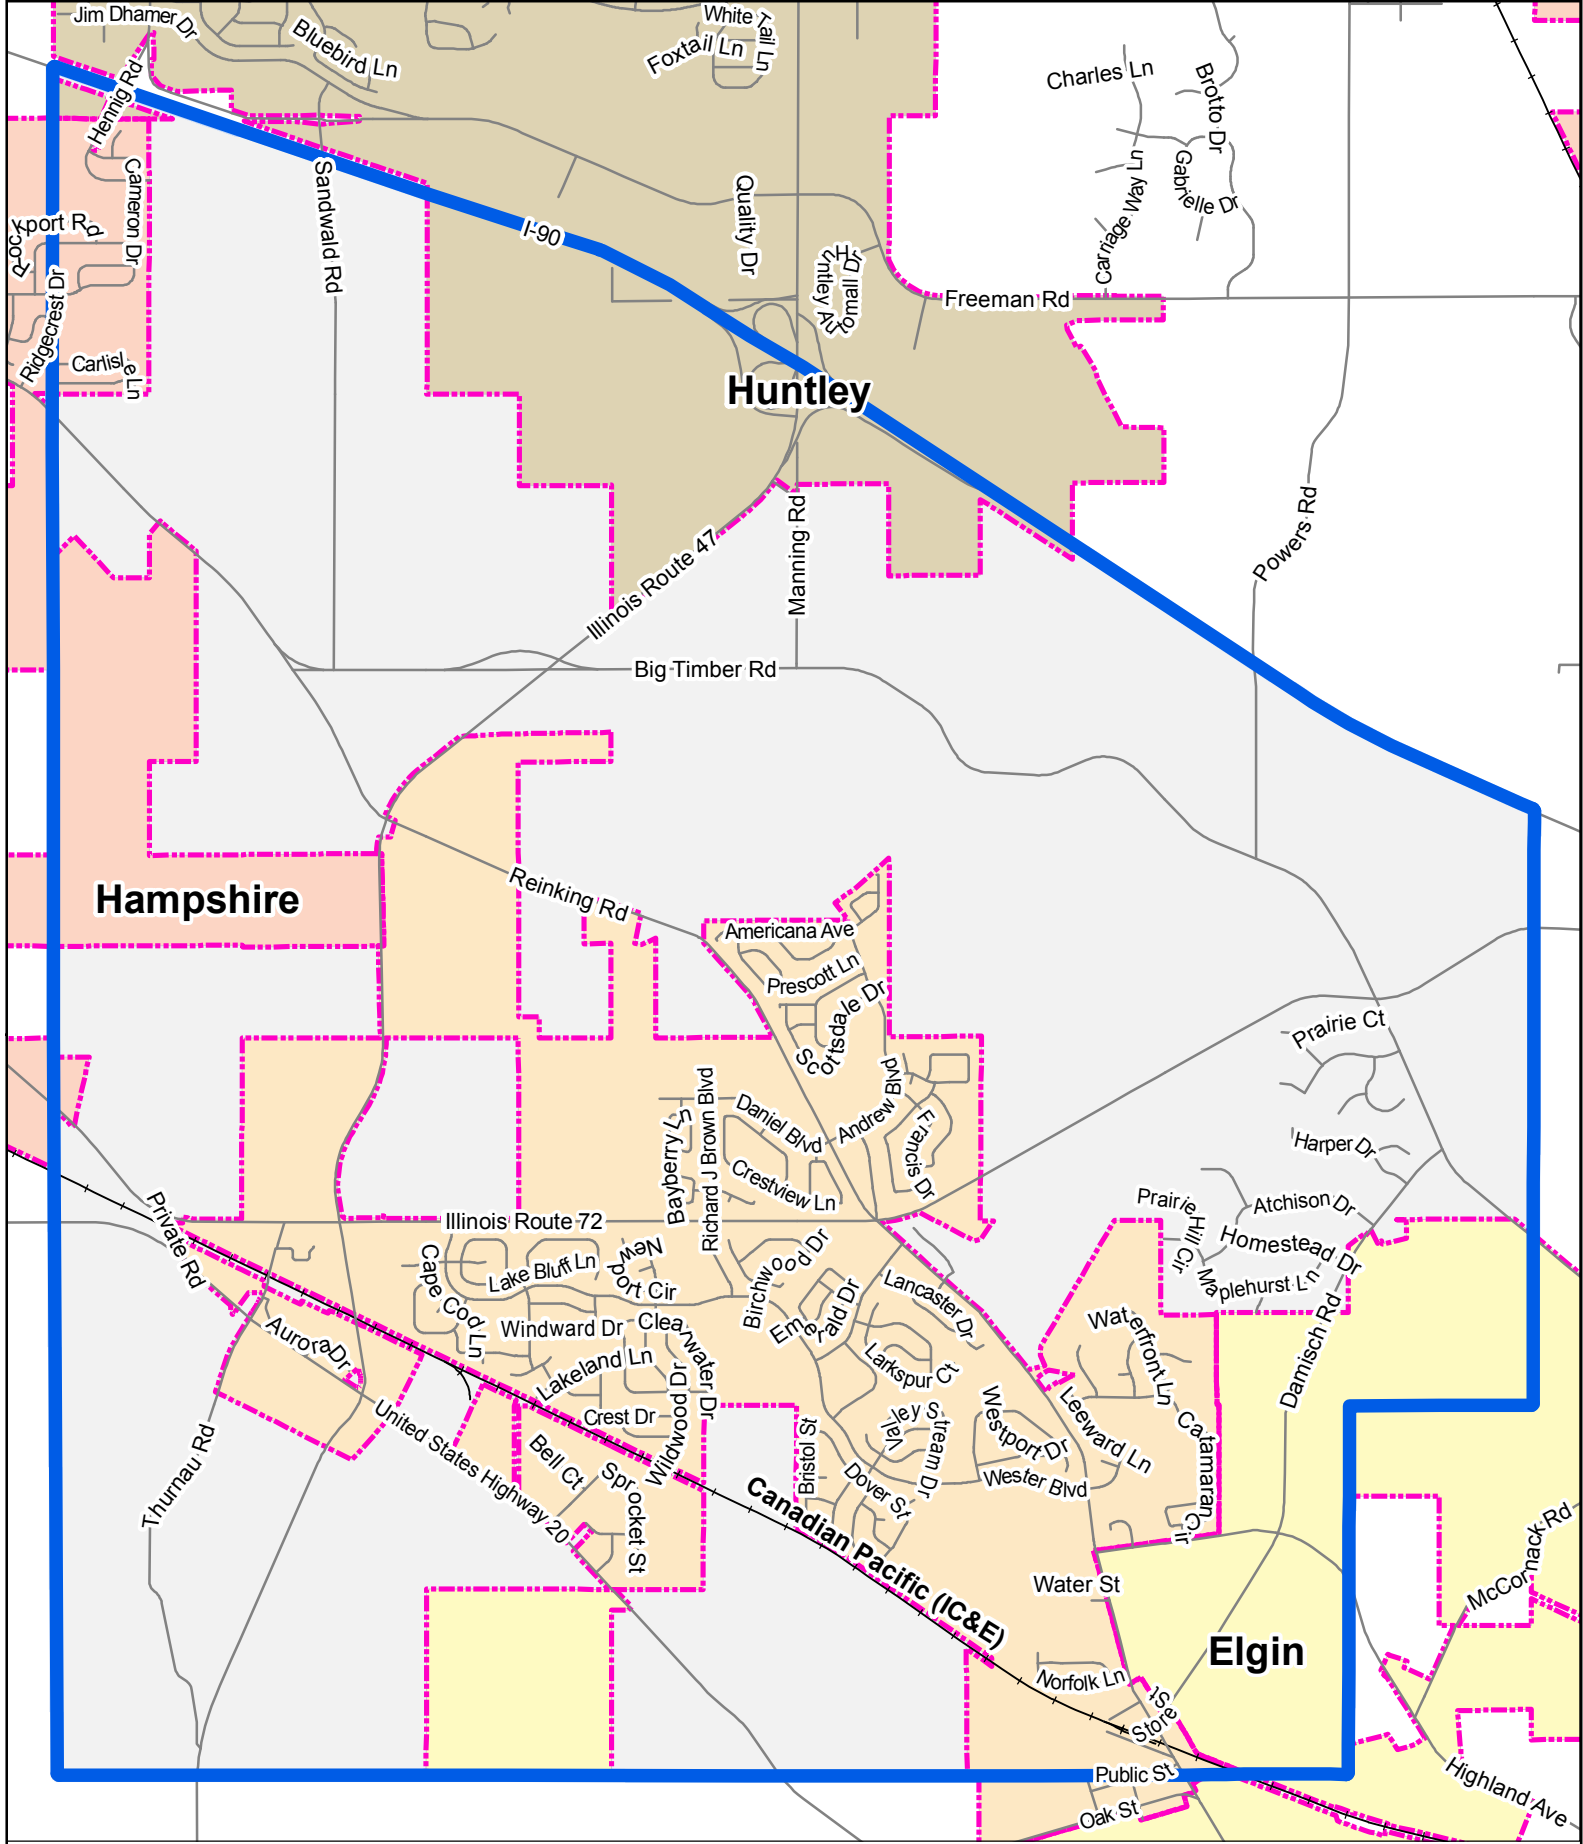 Jim Dhamer Dr
Bluebird Ln
White Tail Ln
Foxtail Ln
Charles Ln
Brotto Dr
Hennig Rd
Cameron Dr
Sandwald Rd
Quality Dr
Gabrielle Dr
Carriage Way Ln
Rockport Rd
I-90
Huntley Automall Dr
Ridgecrest Dr
Freeman Rd
Carlisle Ln
Huntley
Powers Rd
Manning Rd
Illinois Route 47
Big Timber Rd
Hampshire
Reinking Rd
Americana Ave
Prescott Ln
Scottsdale Dr
Prairie Ct
Andrew Blvd
Richard J Brown Blvd
Daniel Blvd
Bayberry Ln
Francis Dr
Harper Dr
Crestview Ln
Private Rd
Illinois Route 72
Prairie Hill Cir
Atchison Dr
Homestead Dr
Maplehurst Ln
Cape Cod Ln
Lake Bluff Ln
Newport Cir
Birchwood Dr
Emerald Dr
Lancaster Dr
Waterfront Ln
Damisch Rd
Aurora Dr
Windward Dr
Clearwater Dr
Lakeland Ln
Larkspur Ct
Wildwood Dr
Crest Dr
Valley Stream Dr
Westport Dr
Leeward Ln
Catamaran Cir
Thurnau Rd
United States Highway 20
Bell Ct
Sprocket St
Bristol St
Dover St
Wester Blvd
Canadian Pacific (IC&E)
McCornack Rd
Water St
Elgin
Norfolk Ln
Store St
Public St
Oak St
Highland Ave